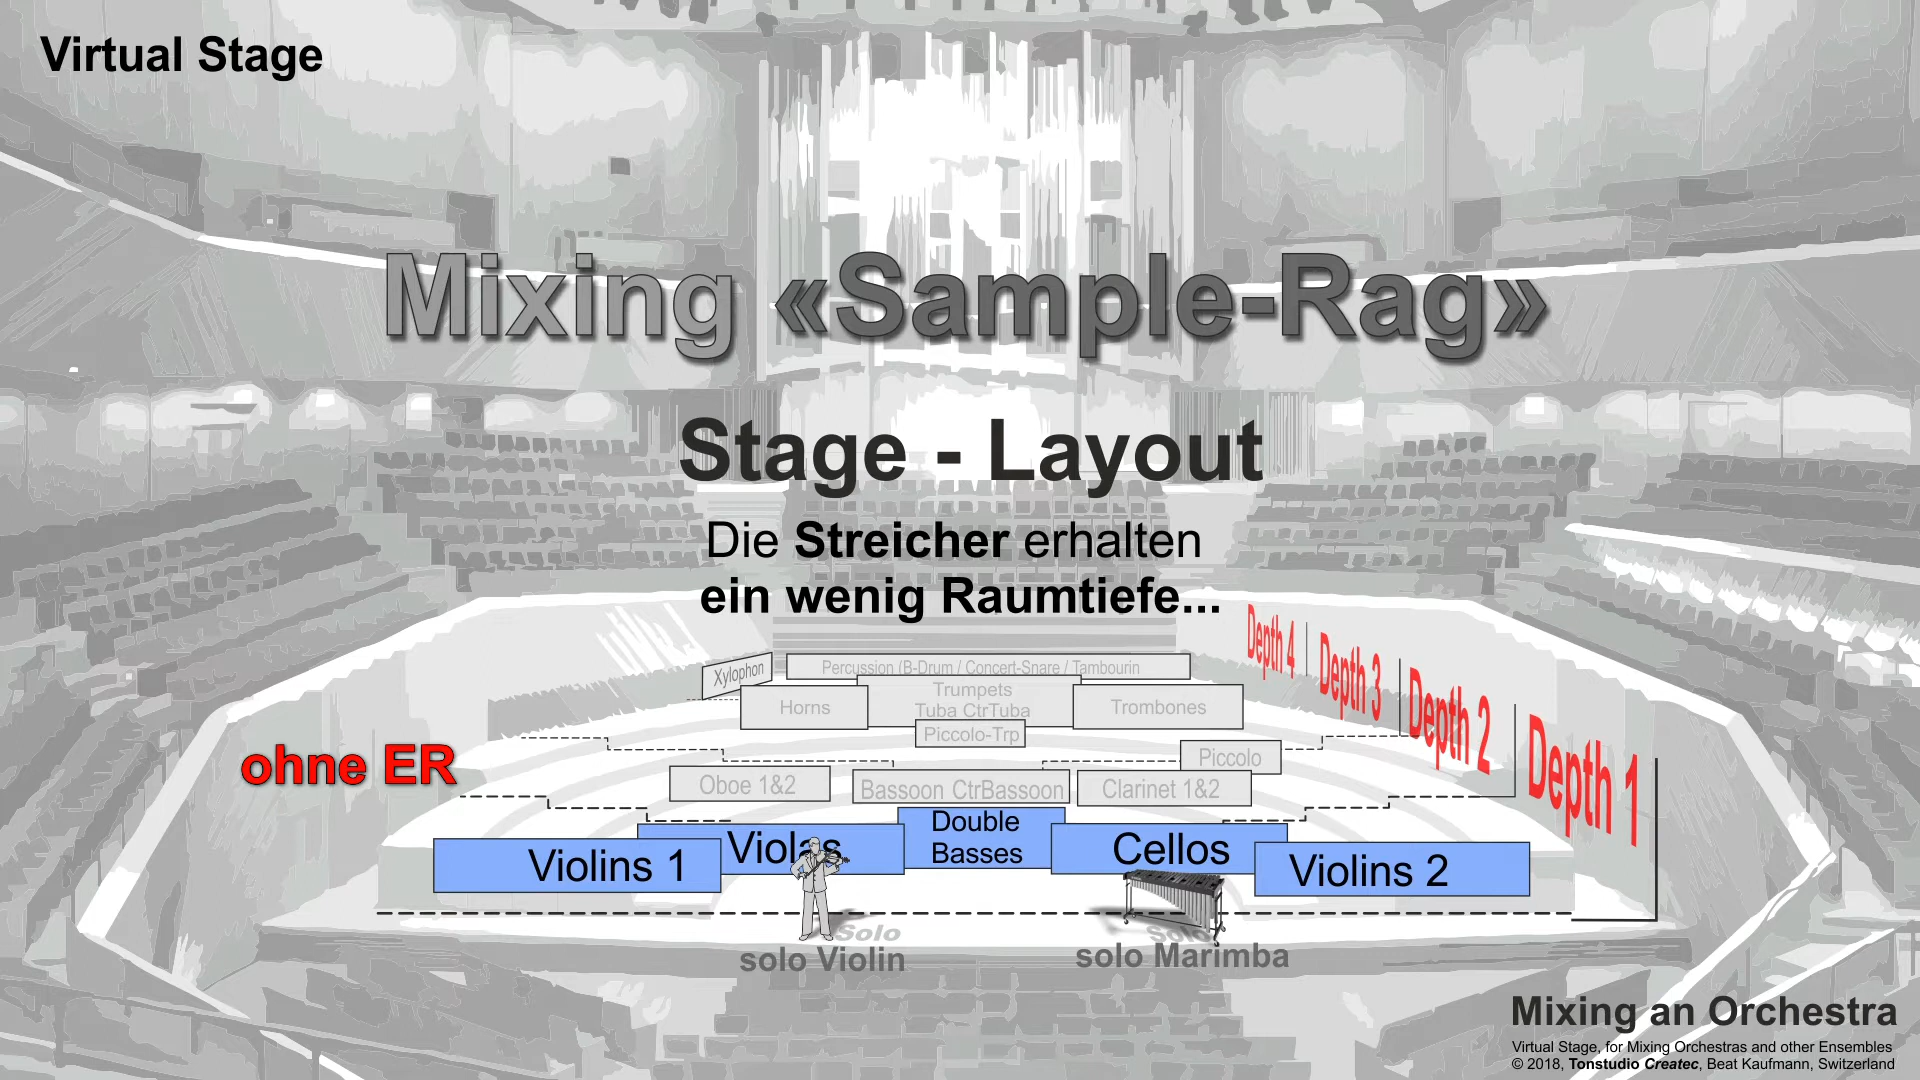 Virtual Stage
Mixing «Sample-Rag»
Stage - Layout
Die Streicher erhalten
ein wenig Raumtiefe...
Depth 4
Depth 3
Depth 2
Depth 1
Xylophon
Percussion (B-Drum / Concert-Snare / Tambourin
Horns
Trumpets
Tuba CtrTuba
Trombones
Piccolo-Trp
Piccolo
ohne ER
Oboe 1&2
Bassoon CtrBassoon
Clarinet 1&2
Violins 1
Violas
Double
Basses
Cellos
Violins 2
Solo
solo Violin
Solo
solo Marimba
Mixing an Orchestra
Virtual Stage, for Mixing Orchestras and other Ensembles
© 2018, Tonstudio Createc, Beat Kaufmann, Switzerland